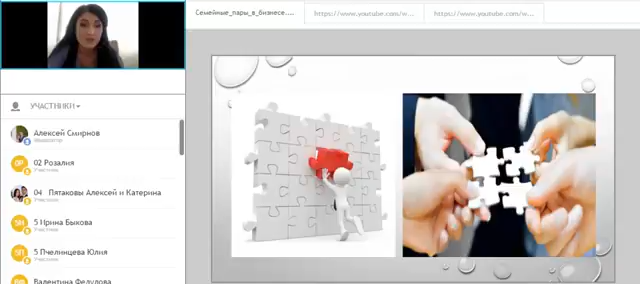 Семейные_пары_в_бизнесе....
https://www.youtube.com/w...
https://www.youtube.com/w...
УЧАСТНИКИ
Алексей Смирнов
Модератор
02 Розалия
Участник
04 Пятаковы Алексей и Катерина
Участник
5 Ирина Быкова
Участник
5 Пчелинцева Юлия
Участник
Валентина Федулова